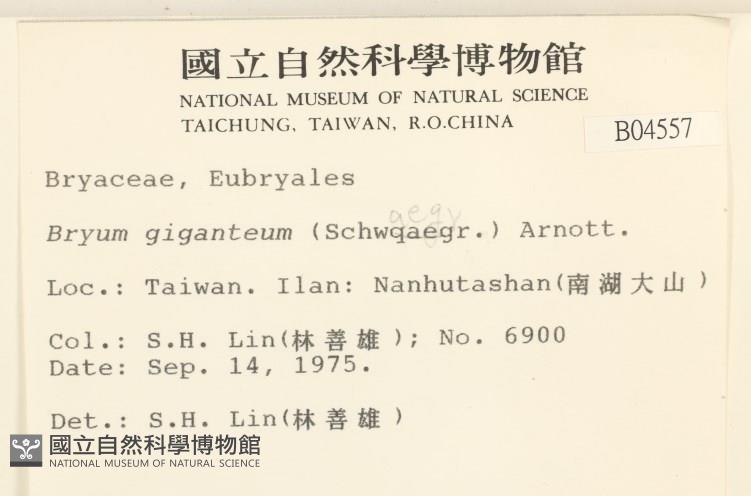 國立自然科學博物館
NATIONAL MUSEUM OF NATURAL SCIENCE
TAICHUNG, TAIWAN, R.O.CHINA
B04557
Bryaceae, Eubryales
Bryum giganteum (Schwqaegr.) Arnott.
Loc.: Taiwan. Ilan: Nanhutashan(南湖大山)
Col.: S.H. Lin(林善雄); No. 6900
Date: Sep. 14, 1975.
Det.: S.H. Lin(林善雄)
國立自然科學博物館
NATIONAL MUSEUM OF NATURAL SCIENCE